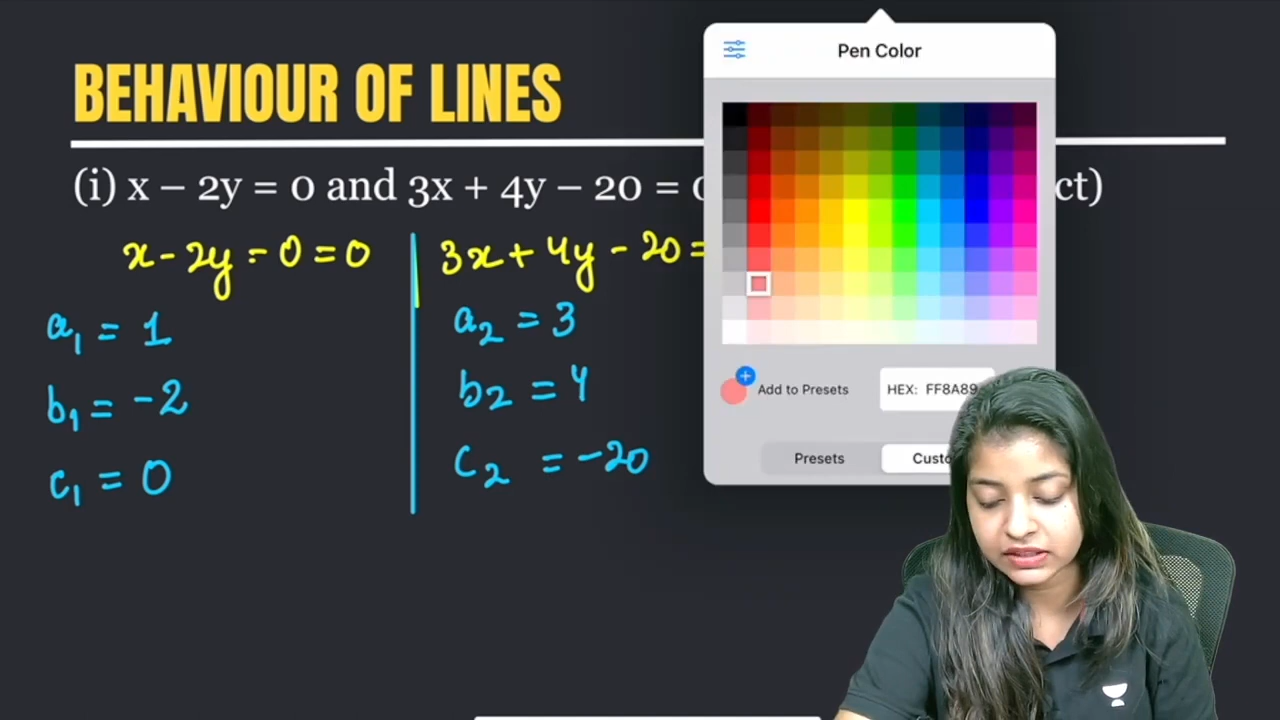 BEHAVIOUR OF LINES
(i) x – 2y = 0 and 3x + 4y – 20 = 0
ct)
x - 2y - 0 = 0
3x + 4y - 20 =
a₁ = 1
b₁ = -2
c₁ = 0
a₂ = 3
b₂ = 4
c₂ = -20
Pen Color
Add to Presets
HEX: FF8A89
Presets